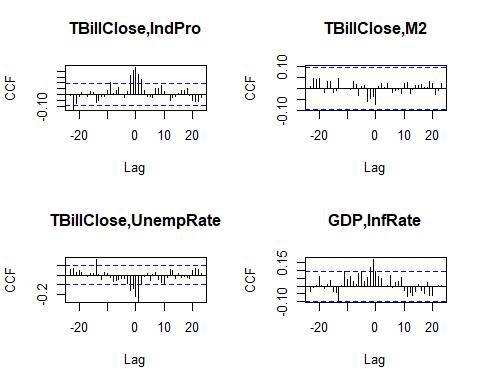 TBillClose,IndPro
CCF
-0.10
-20
0
10
20
Lag
TBillClose,M2
CCF
0.10
-0.10
-20
0
10
20
Lag
TBillClose,UnempRate
CCF
-0.2
-20
0
10
20
Lag
GDP,InfRate
CCF
0.15
-0.10
-20
0
10
20
Lag